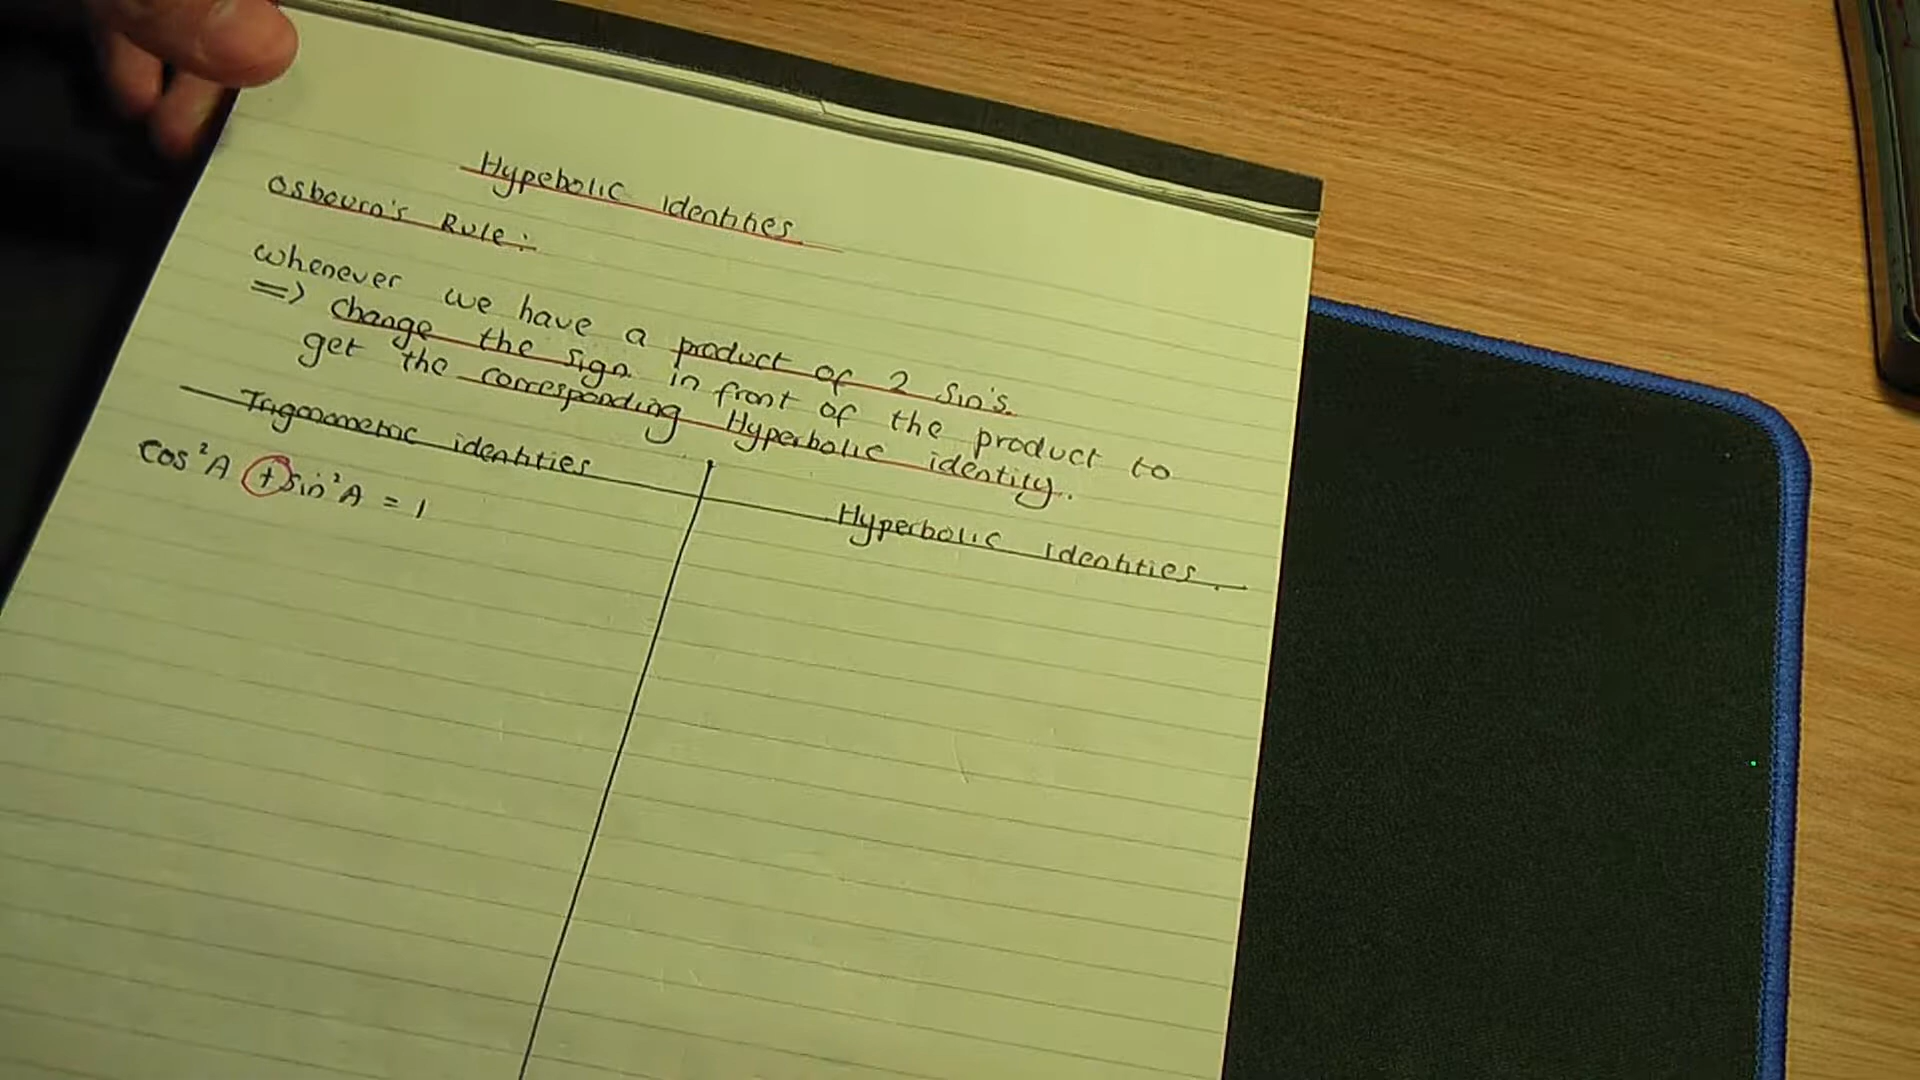 Hypebolic identities
Osbourn's Rule:
Whenever we have a product of 2 Sin's.
=> change the sign in front of the product to
get the corresponding Hyperbolic identity.
Trigonometric identities
Hyperbolic identities.
Cos²A + Sin²A = 1